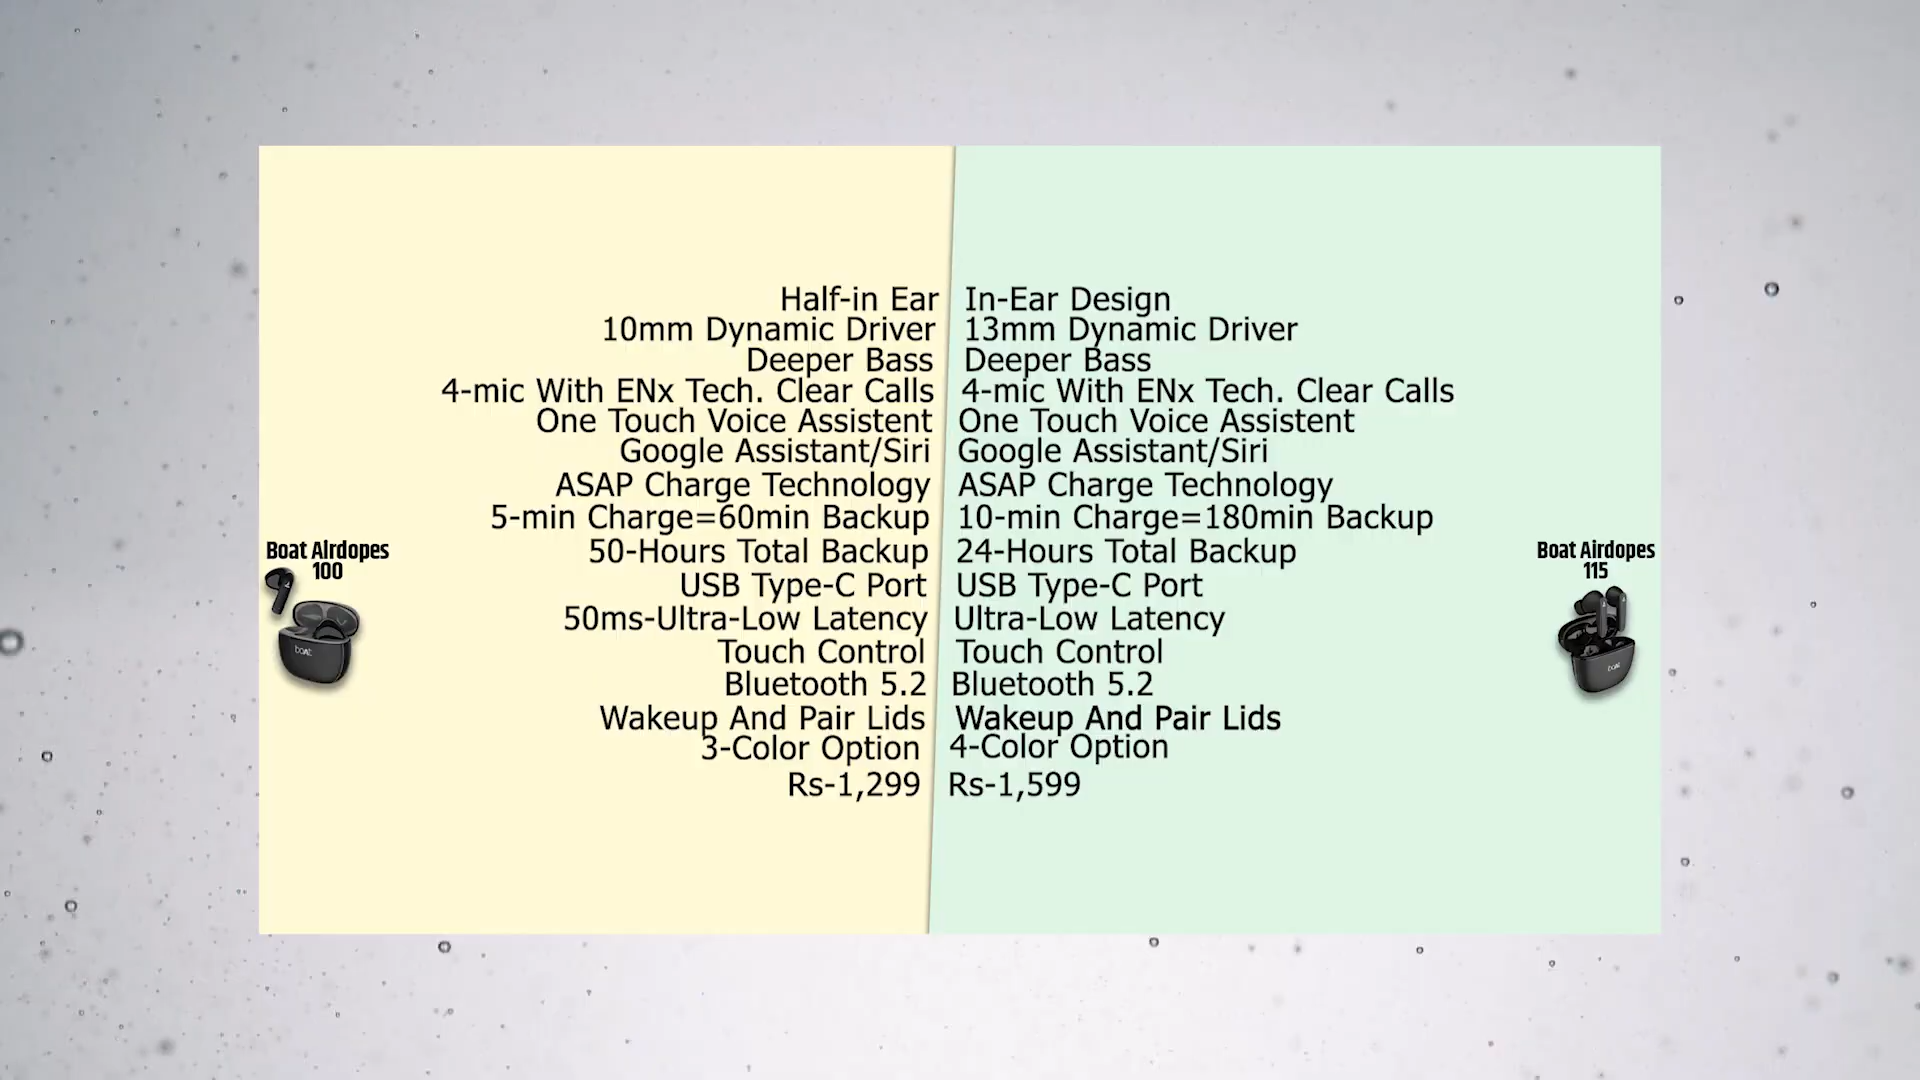 Half-in Ear
10mm Dynamic Driver
Deeper Bass
4-mic With ENx Tech. Clear Calls
One Touch Voice Assistent
Google Assistant/Siri
ASAP Charge Technology
5-min Charge=60min Backup
50-Hours Total Backup
USB Type-C Port
50ms-Ultra-Low Latency
Touch Control
Bluetooth 5.2
Wakeup And Pair Lids
3-Color Option
Rs-1,299
Boat Airdopes
100
boAt
In-Ear Design
13mm Dynamic Driver
Deeper Bass
4-mic With ENx Tech. Clear Calls
One Touch Voice Assistent
Google Assistant/Siri
ASAP Charge Technology
10-min Charge=180min Backup
24-Hours Total Backup
USB Type-C Port
Ultra-Low Latency
Touch Control
Bluetooth 5.2
Wakeup And Pair Lids
4-Color Option
Rs-1,599
Boat Airdopes
115
boAt